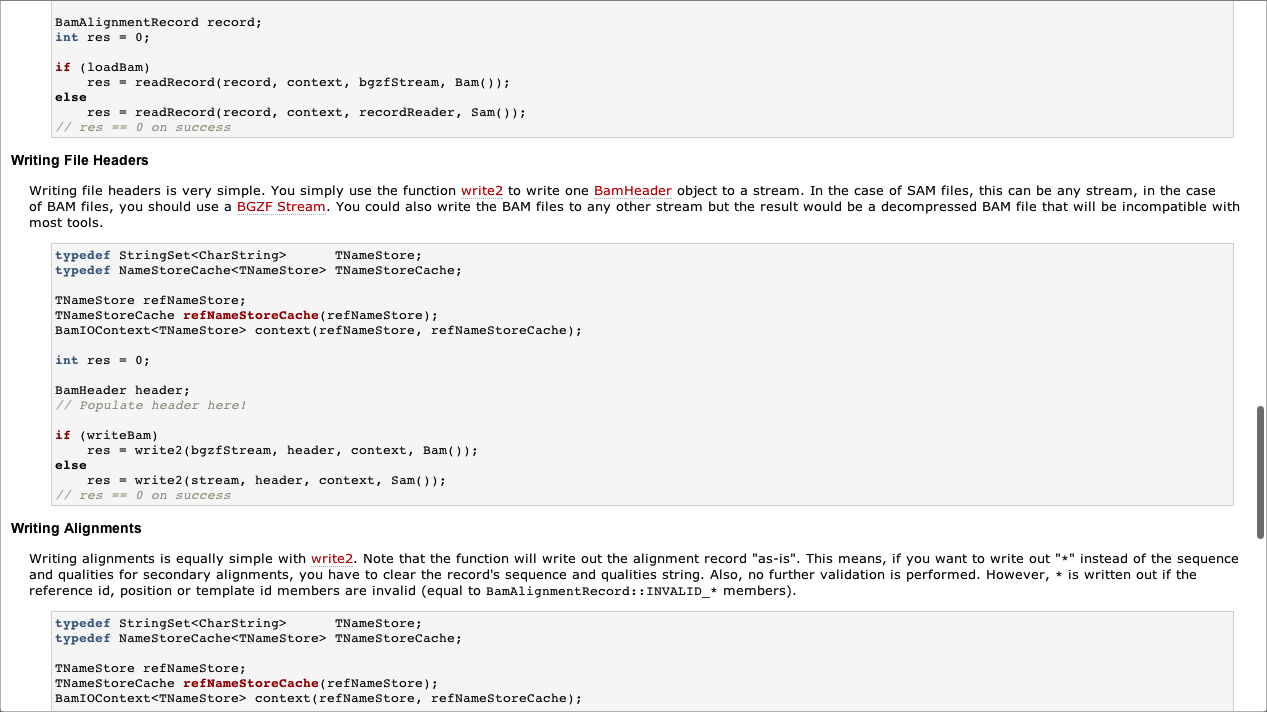 BamAlignmentRecord record;
int res = 0;
if (loadBam)
    res = readRecord(record, context, bgzfStream, Bam());
else
    res = readRecord(record, context, recordReader, Sam());
// res == 0 on success
Writing File Headers
Writing file headers is very simple. You simply use the function write2 to write one BamHeader object to a stream. In the case of SAM files, this can be any stream, in the case
of BAM files, you should use a BGZF Stream. You could also write the BAM files to any other stream but the result would be a decompressed BAM file that will be incompatible with
most tools.
typedef StringSet<CharString>      TNameStore;
typedef NameStoreCache<TNameStore> TNameStoreCache;
TNameStore refNameStore;
TNameStoreCache refNameStoreCache(refNameStore);
BamIOContext<TNameStore> context(refNameStore, refNameStoreCache);
int res = 0;
BamHeader header;
// Populate header here!
if (writeBam)
    res = write2(bgzfStream, header, context, Bam());
else
    res = write2(stream, header, context, Sam());
// res == 0 on success
Writing Alignments
Writing alignments is equally simple with write2. Note that the function will write out the alignment record "as-is". This means, if you want to write out "*" instead of the sequence
and qualities for secondary alignments, you have to clear the record's sequence and qualities string. Also, no further validation is performed. However, * is written out if the
reference id, position or template id members are invalid (equal to BamAlignmentRecord::INVALID_* members).
typedef StringSet<CharString>      TNameStore;
typedef NameStoreCache<TNameStore> TNameStoreCache;
TNameStore refNameStore;
TNameStoreCache refNameStoreCache(refNameStore);
BamIOContext<TNameStore> context(refNameStore, refNameStoreCache);